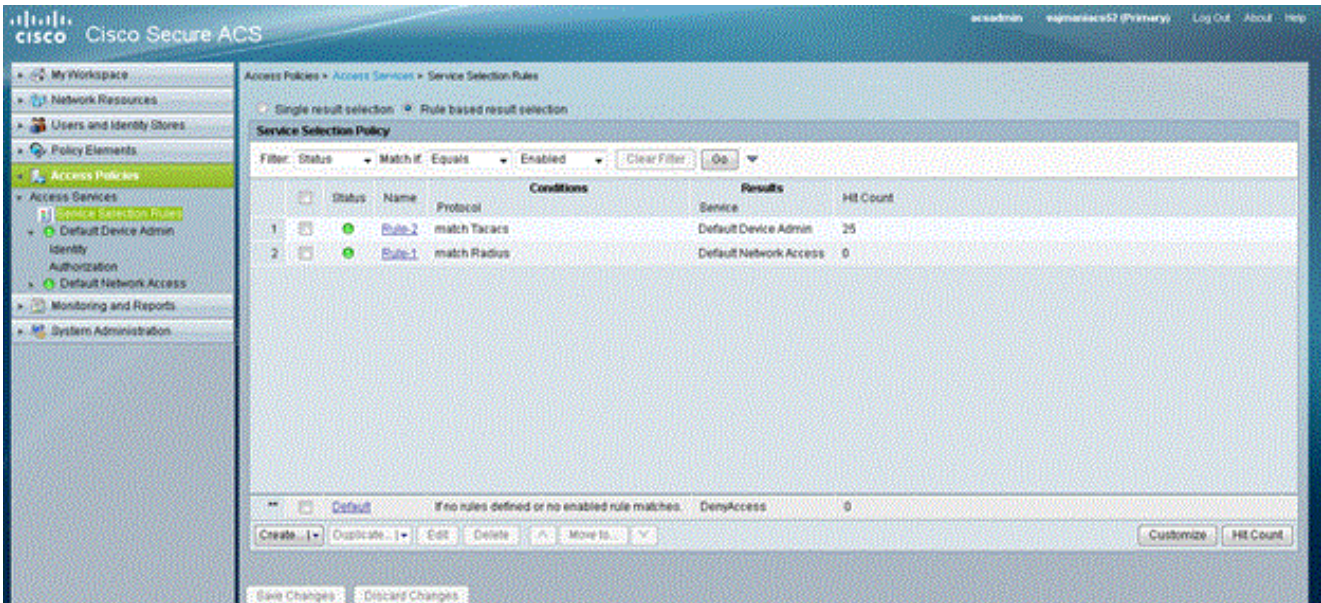 CISCO Cisco Secure ACS
acsadmin (Primary) Log Out About Help
My Workspace
Network Resources
Users and Identity Stores
Policy Elements
Access Policies
Access Services
Service Selection Rules
Default Device Admin
Identity
Authorization
Default Network Access
Monitoring and Reports
System Administration
Access Policies > Access Services > Service Selection Rules
Single result selection Rule based result selection
Service Selection Policy
Filter: Status Match if: Equals Enabled Clear Filter Go
Conditions Results
Status Name Protocol Service Hit Count
1 Rule-2 match Tacacs Default Device Admin 25
2 Rule-1 match Radius Default Network Access 0
** Default If no rules defined or no enabled rule matches. DenyAccess 0
Create... Duplicate... Edit Delete Move to... Customize Hit Count
Save Changes Discard Changes